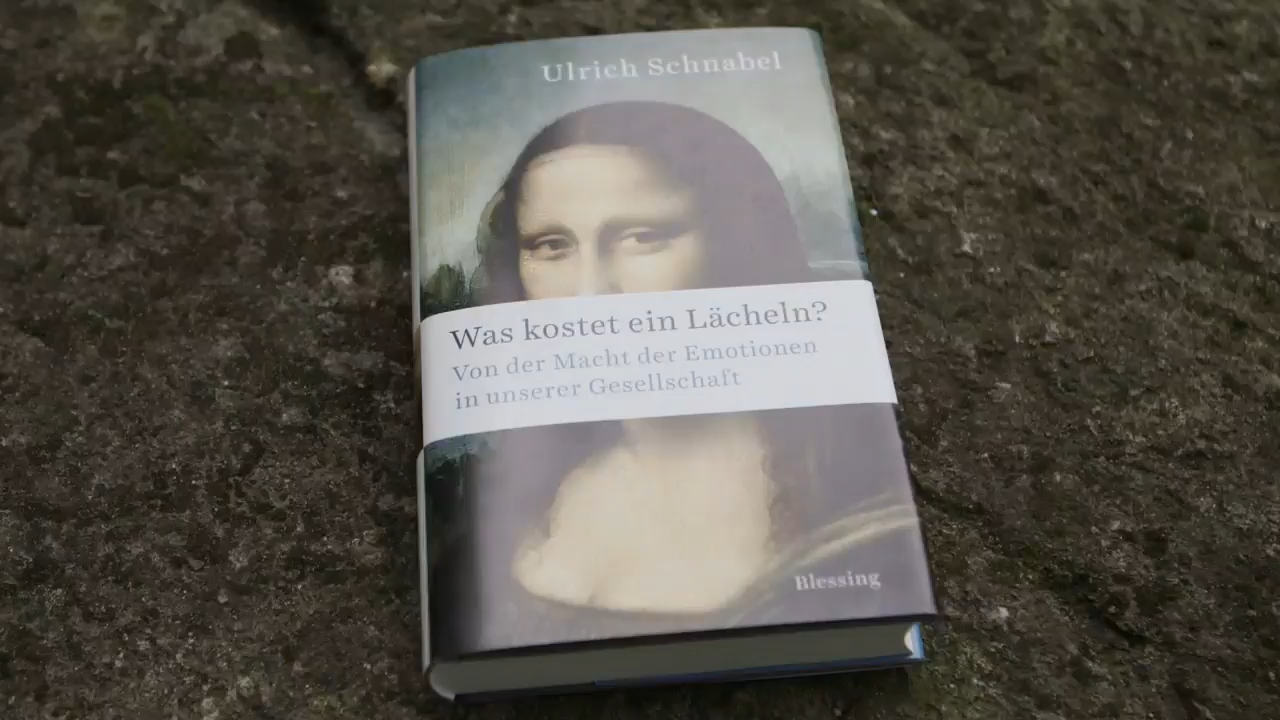 Ulrich Schnabel
Was kostet ein Lächeln?
Von der Macht der Emotionen
in unserer Gesellschaft
Blessing